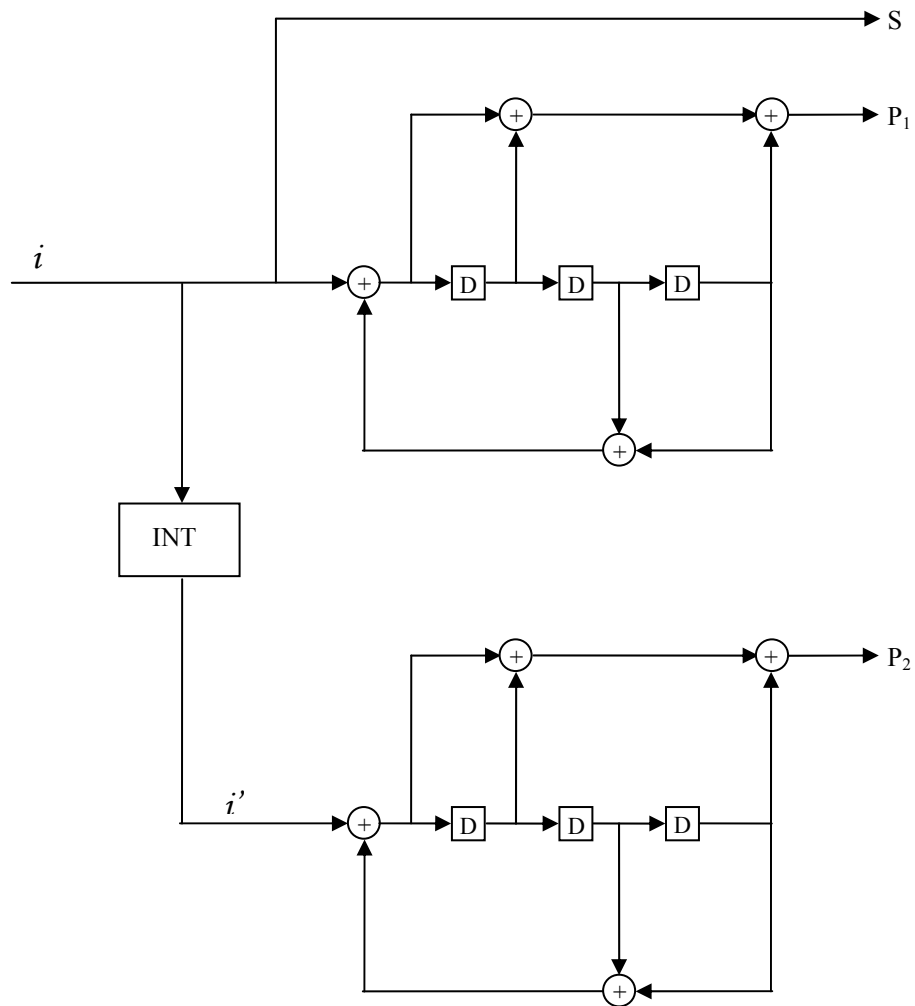 S
+ + P₁
i + D D D
+
INT
+ + P₂
i’
+ D D D
+